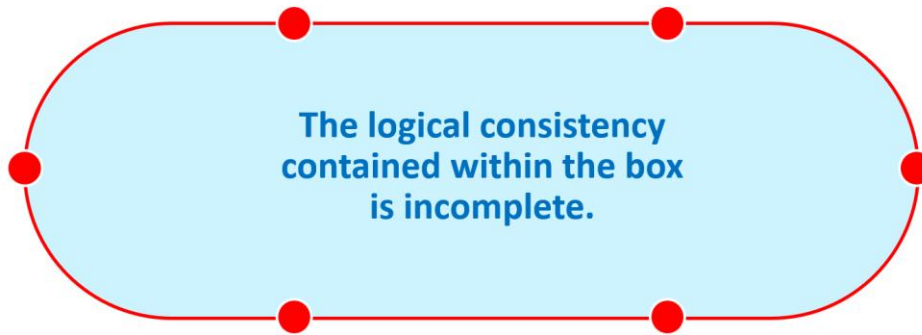 The logical consistency
contained within the box
is incomplete.